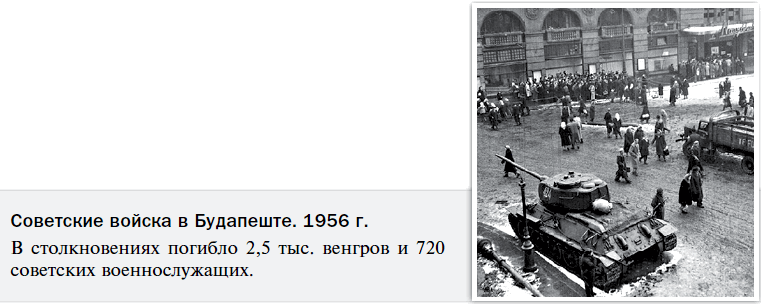 Советские войска в Будапеште. 1956 г.
В столкновениях погибло 2,5 тыс. венгров и 720
советских военнослужащих.